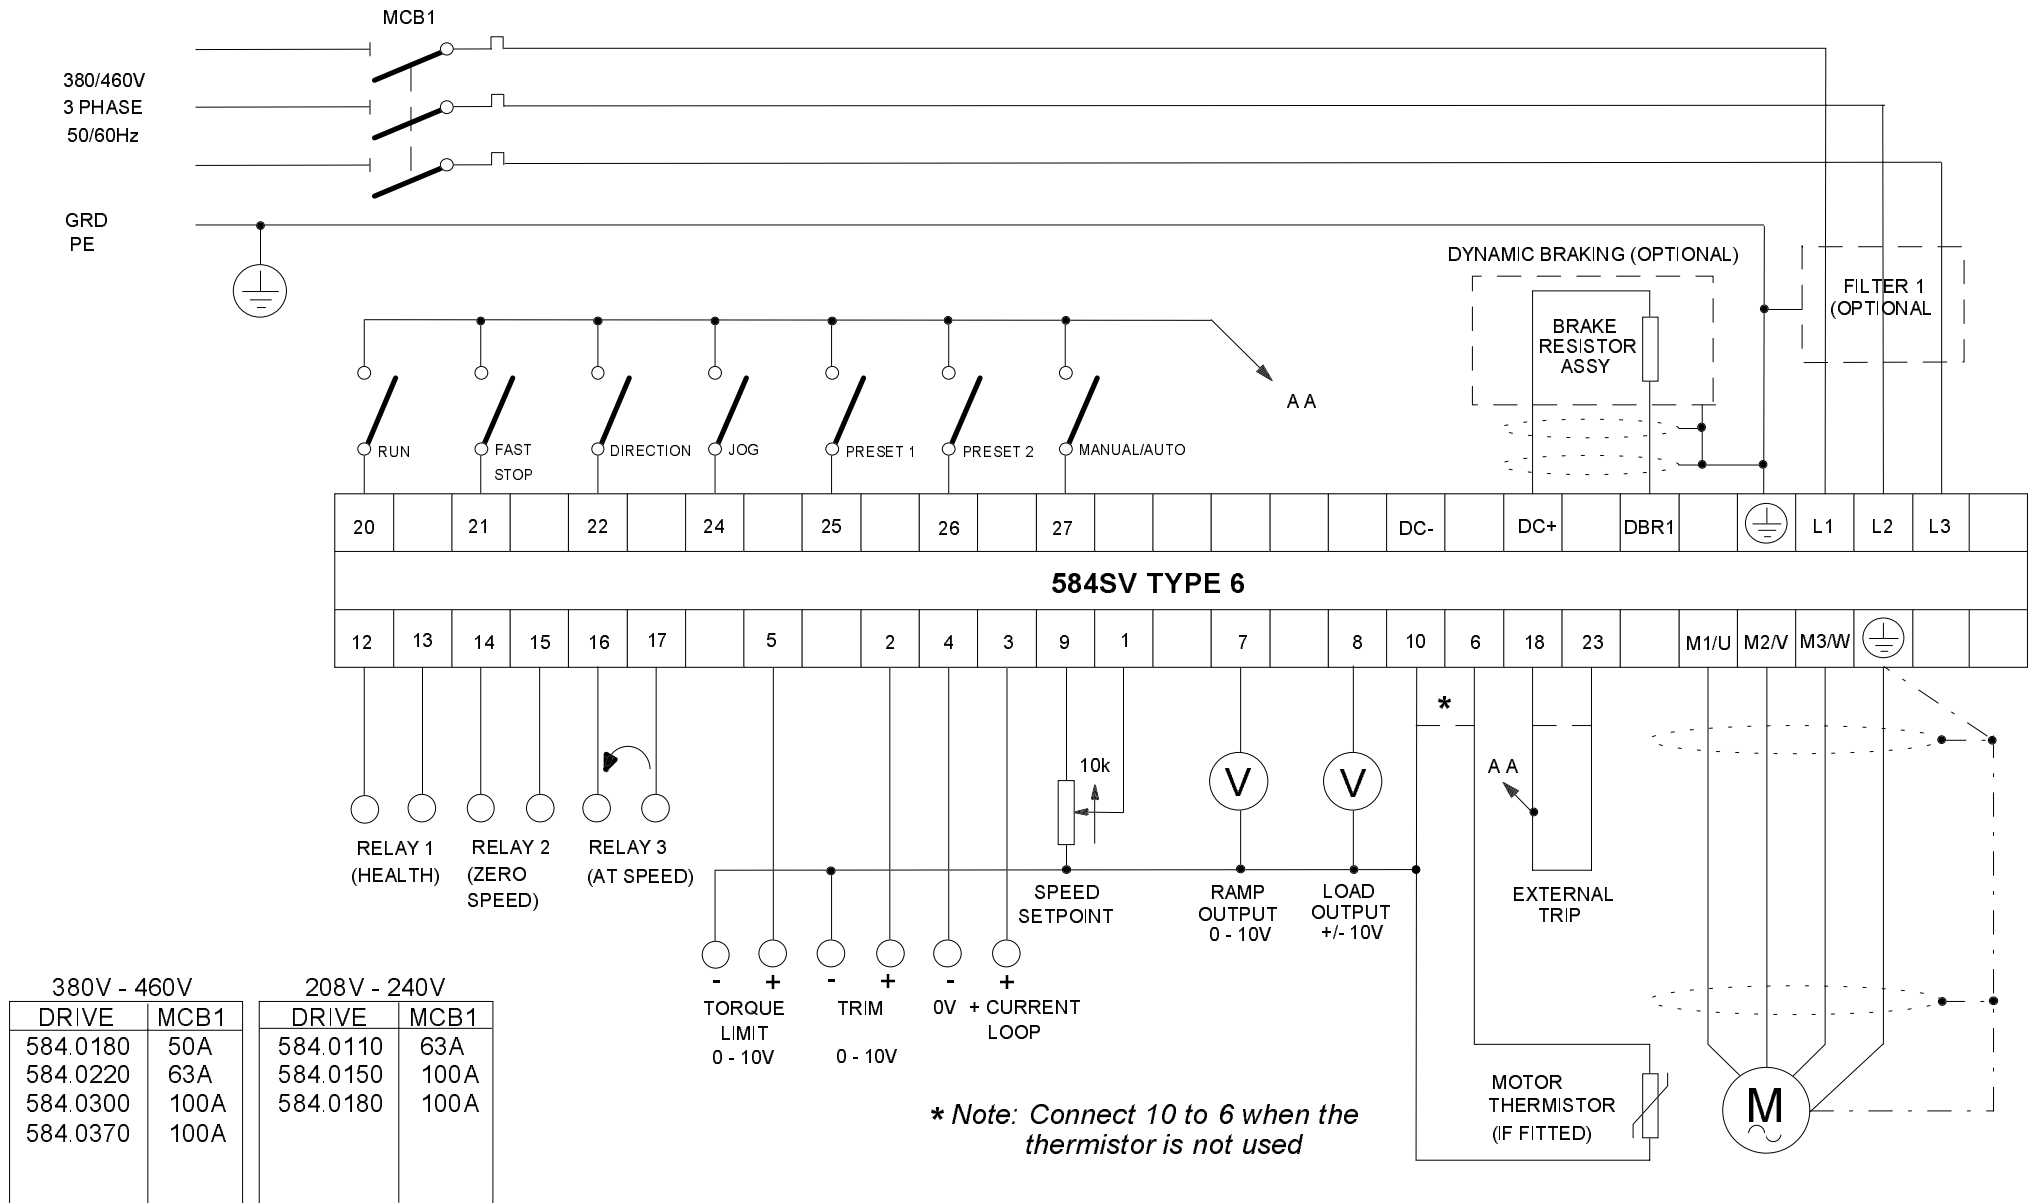 MCB1
380/460V
3 PHASE
50/60Hz
GRD
PE
DYNAMIC BRAKING (OPTIONAL)
FILTER 1
(OPTIONAL
BRAKE
RESISTOR
ASSY
A A
RUN
FAST
STOP
DIRECTION
JOG
PRESET 1
PRESET 2
MANUAL/AUTO
20 21 22 24 25 26 27 DC- DC+ DBR1 L1 L2 L3
584SV TYPE 6
12 13 14 15 16 17 5 2 4 3 9 1 7 8 10 6 18 23 M1/U M2/V M3/W
*
10k
V
V
A A
RELAY 1
(HEALTH)
RELAY 2
(ZERO
SPEED)
RELAY 3
(AT SPEED)
SPEED
SETPOINT
RAMP
OUTPUT
0 - 10V
LOAD
OUTPUT
+/- 10V
EXTERNAL
TRIP
- + - + - +
TORQUE
LIMIT
0 - 10V
TRIM
0 - 10V
0V
+ CURRENT
LOOP
MOTOR
THERMISTOR
(IF FITTED)
M
* Note: Connect 10 to 6 when the
thermistor is not used
380V - 460V
DRIVE MCB1
584.0180 50A
584.0220 63A
584.0300 100A
584.0370 100A
208V - 240V
DRIVE MCB1
584.0110 63A
584.0150 100A
584.0180 100A